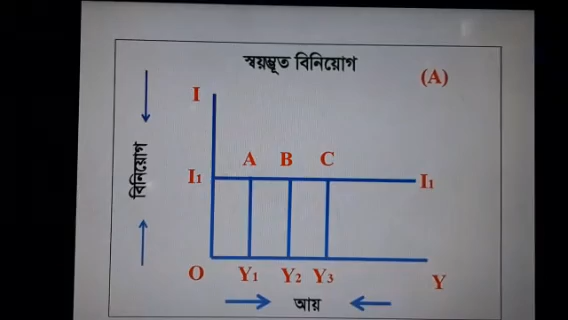 স্বয়ম্ভূত বিনিয়োগ
(A)
I
বিনিয়োগ
A B C
I₁ I₁
O Y₁ Y₂ Y₃ Y
আয়